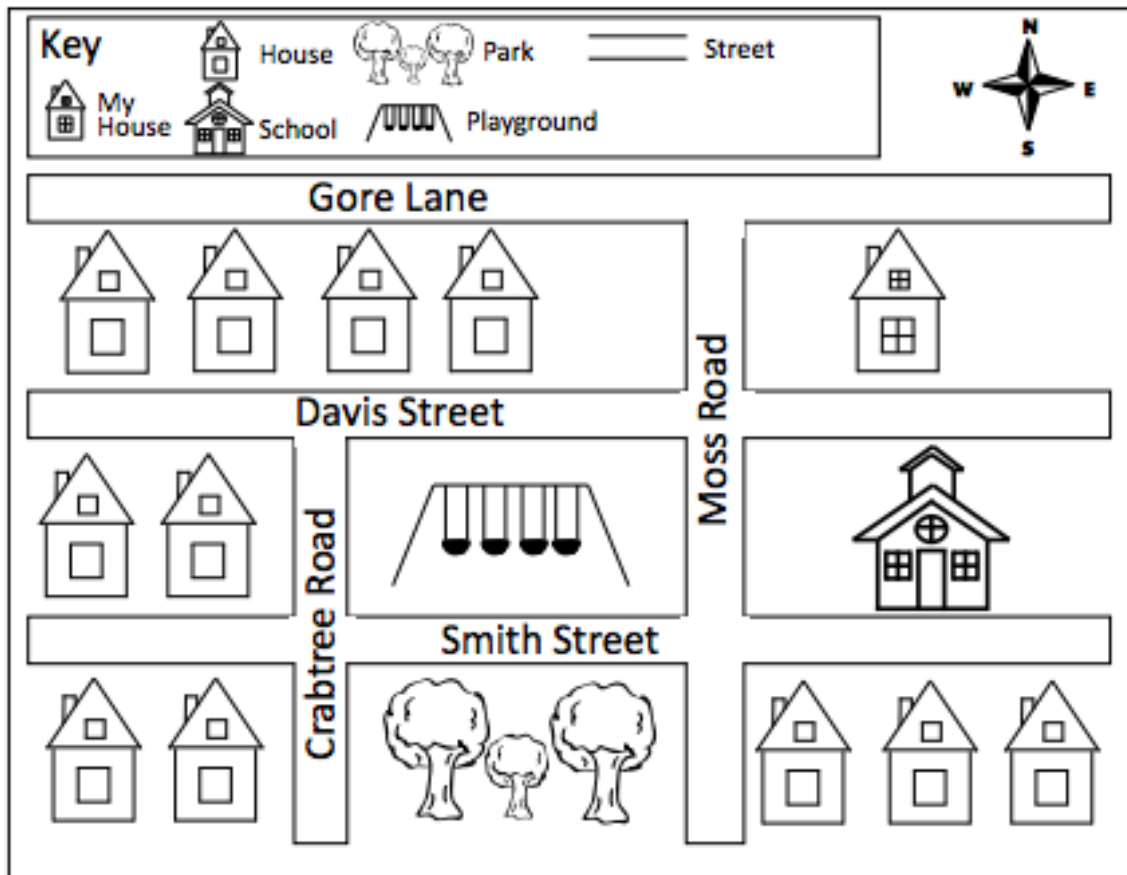 Key
House
Park
Street
My
House
School
Playground
N
W
E
S
Gore Lane
Davis Street
Moss Road
Crabtree Road
Smith Street